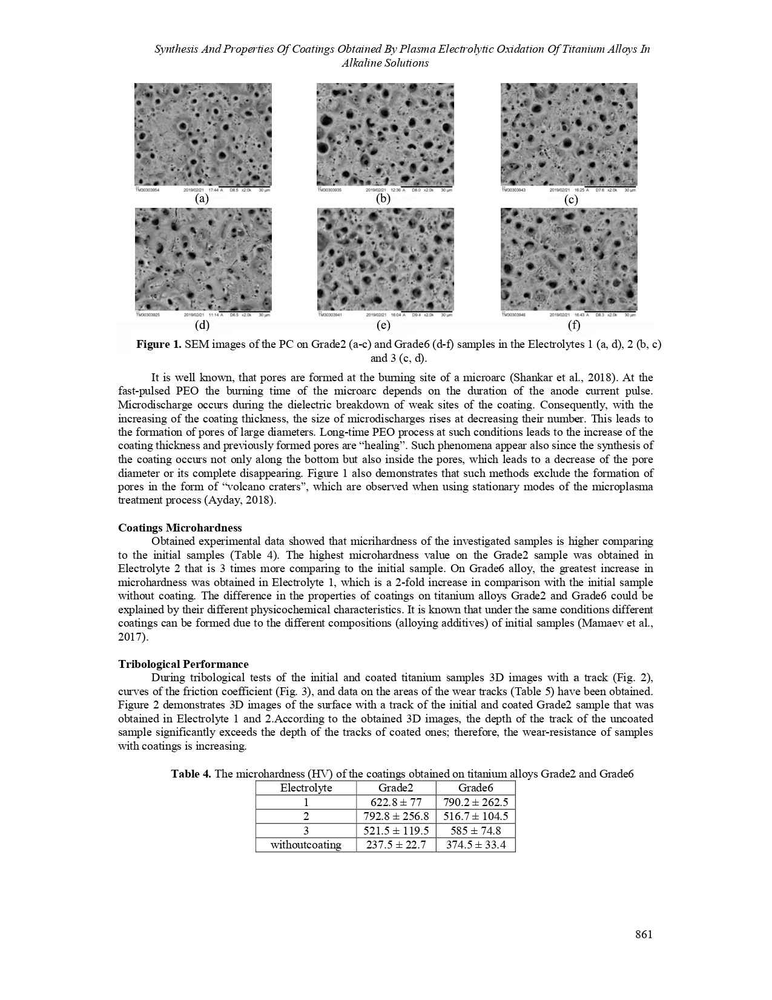 Synthesis And Properties Of Coatings Obtained By Plasma Electrolytic Oxidation Of Titanium Alloys In
Alkaline Solutions
TM30303954 2019/02/21 17:44 A D8.5 x2.0k 30 µm
TM30303935 2019/02/21 12:36 A D8.0 x2.0k 30 µm
TM30303943 2019/02/21 16:25 A D7.6 x2.0k 30 µm
(a) (b) (c)
TM30303925 2019/02/21 11:14 A D6.5 x2.0k 30 µm
TM30303941 2019/02/21 16:04 A D9.4 x2.0k 30 µm
TM30303946 2019/02/21 16:43 A D8.3 x2.0k 30 µm
(d) (e) (f)
Figure 1. SEM images of the PC on Grade2 (a-c) and Grade6 (d-f) samples in the Electrolytes 1 (a, d), 2 (b, c)
and 3 (c, d).
It is well known, that pores are formed at the burning site of a microarc (Shankar et al., 2018). At the
fast-pulsed PEO the burning time of the microarc depends on the duration of the anode current pulse.
Microdischarge occurs during the dielectric breakdown of weak sites of the coating. Consequently, with the
increasing of the coating thickness, the size of microdischarges rises at decreasing their number. This leads to
the formation of pores of large diameters. Long-time PEO process at such conditions leads to the increase of the
coating thickness and previously formed pores are “healing”. Such phenomena appear also since the synthesis of
the coating occurs not only along the bottom but also inside the pores, which leads to a decrease of the pore
diameter or its complete disappearing. Figure 1 also demonstrates that such methods exclude the formation of
pores in the form of “volcano craters”, which are observed when using stationary modes of the microplasma
treatment process (Ayday, 2018).
Coatings Microhardness
Obtained experimental data showed that micrihardness of the investigated samples is higher comparing
to the initial samples (Table 4). The highest microhardness value on the Grade2 sample was obtained in
Electrolyte 2 that is 3 times more comparing to the initial sample. On Grade6 alloy, the greatest increase in
microhardness was obtained in Electrolyte 1, which is a 2-fold increase in comparison with the initial sample
without coating. The difference in the properties of coatings on titanium alloys Grade2 and Grade6 could be
explained by their different physicochemical characteristics. It is known that under the same conditions different
coatings can be formed due to the different compositions (alloying additives) of initial samples (Mamaev et al.,
2017).
Tribological Performance
During tribological tests of the initial and coated titanium samples 3D images with a track (Fig. 2),
curves of the friction coefficient (Fig. 3), and data on the areas of the wear tracks (Table 5) have been obtained.
Figure 2 demonstrates 3D images of the surface with a track of the initial and coated Grade2 sample that was
obtained in Electrolyte 1 and 2.According to the obtained 3D images, the depth of the track of the uncoated
sample significantly exceeds the depth of the tracks of coated ones; therefore, the wear-resistance of samples
with coatings is increasing.
Table 4. The microhardness (HV) of the coatings obtained on titanium alloys Grade2 and Grade6
Electrolyte Grade2 Grade6
1 622.8 ± 77 790.2 ± 262.5
2 792.8 ± 256.8 516.7 ± 104.5
3 521.5 ± 119.5 585 ± 74.8
withoutcoating 237.5 ± 22.7 374.5 ± 33.4
861